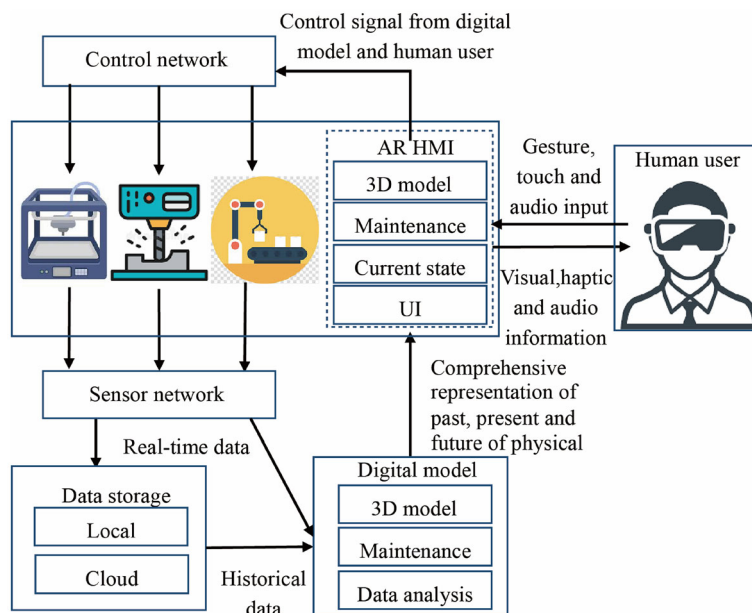 Control signal from digital
model and human user
Control network
AR HMI
3D model
Maintenance
Current state
UI
Gesture,
touch and
audio input
Human user
Visual,haptic
and audio
information
Sensor network
Comprehensive
representation of
past, present and
future of physical
Real-time data
Data storage
Local
Cloud
Historical
data
Digital model
3D model
Maintenance
Data analysis